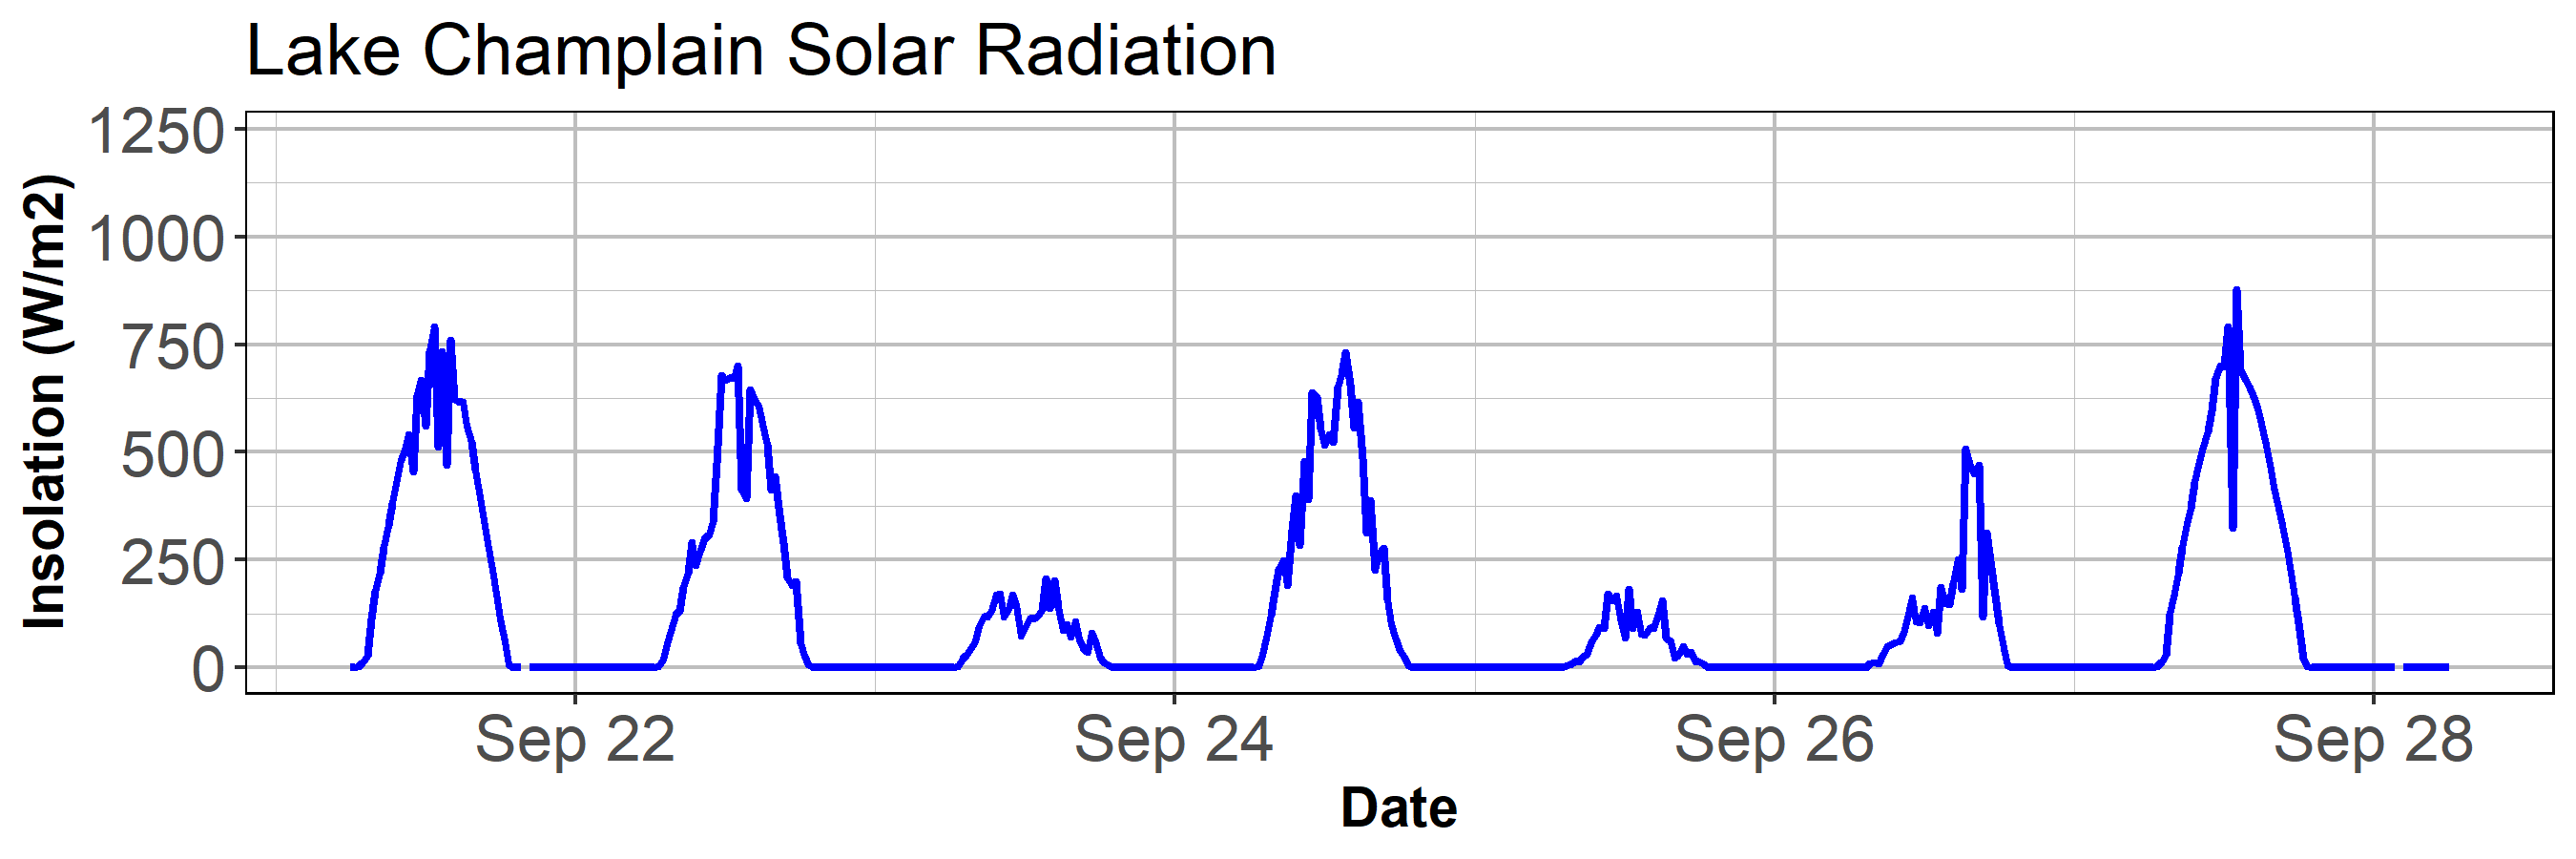 Lake Champlain Solar Radiation
Insolation (W/m2)
1250
1000
750
500
250
0
Sep 22
Sep 24
Sep 26
Sep 28
Date